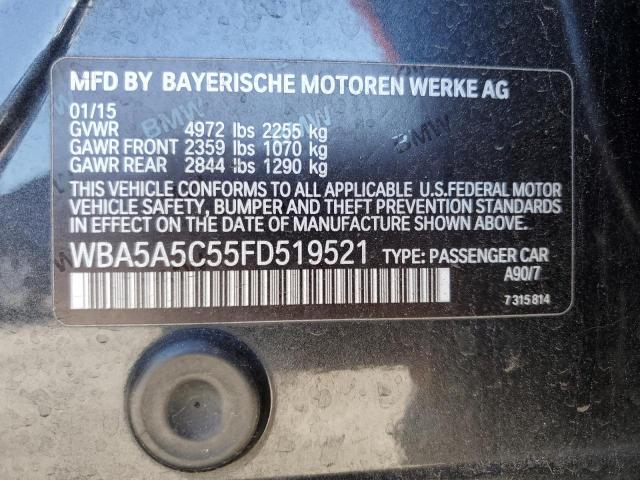 MFD BY BAYERISCHE MOTOREN WERKE AG
01/15
GVWR 4972 lbs 2255 kg
GAWR FRONT 2359 lbs 1070 kg
GAWR REAR 2844 lbs 1290 kg
THIS VEHICLE CONFORMS TO ALL APPLICABLE U.S.FEDERAL MOTOR
VEHICLE SAFETY, BUMPER AND THEFT PREVENTION STANDARDS
IN EFFECT ON THE DATE OF MANUFACTURE SHOWN ABOVE.
WBA5A5C55FD519521 TYPE: PASSENGER CAR
A90/7
7 315 814
BMW
BMW